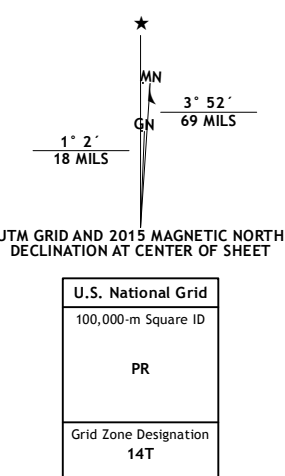 ★
MN
3° 52´
GN
69 MILS
1° 2´
18 MILS
UTM GRID AND 2015 MAGNETIC NORTH
DECLINATION AT CENTER OF SHEET
U.S. National Grid
100,000-m Square ID
PR
Grid Zone Designation
14T